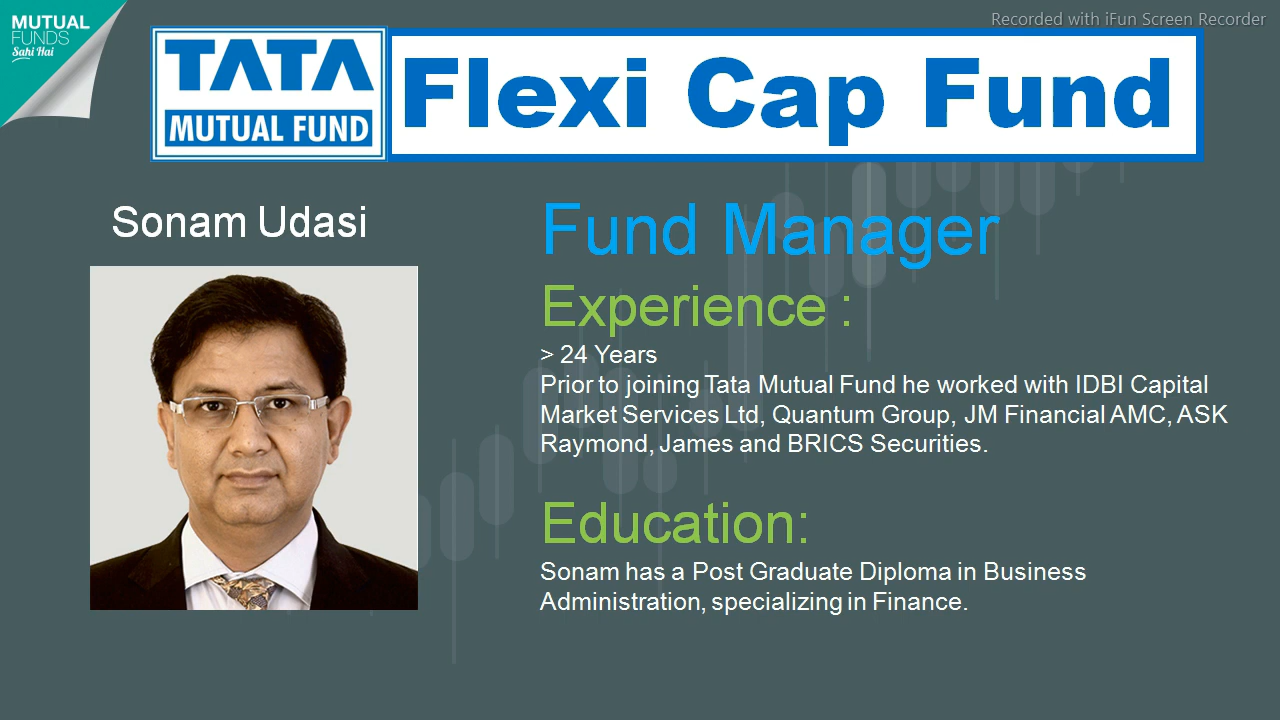 MUTUAL
FUNDS
Sahi Hai
Recorded with iFun Screen Recorder
TATA
MUTUAL FUND
Flexi Cap Fund
Sonam Udasi
Fund Manager
Experience :
> 24 Years
Prior to joining Tata Mutual Fund he worked with IDBI Capital
Market Services Ltd, Quantum Group, JM Financial AMC, ASK
Raymond, James and BRICS Securities.
Education:
Sonam has a Post Graduate Diploma in Business
Administration, specializing in Finance.